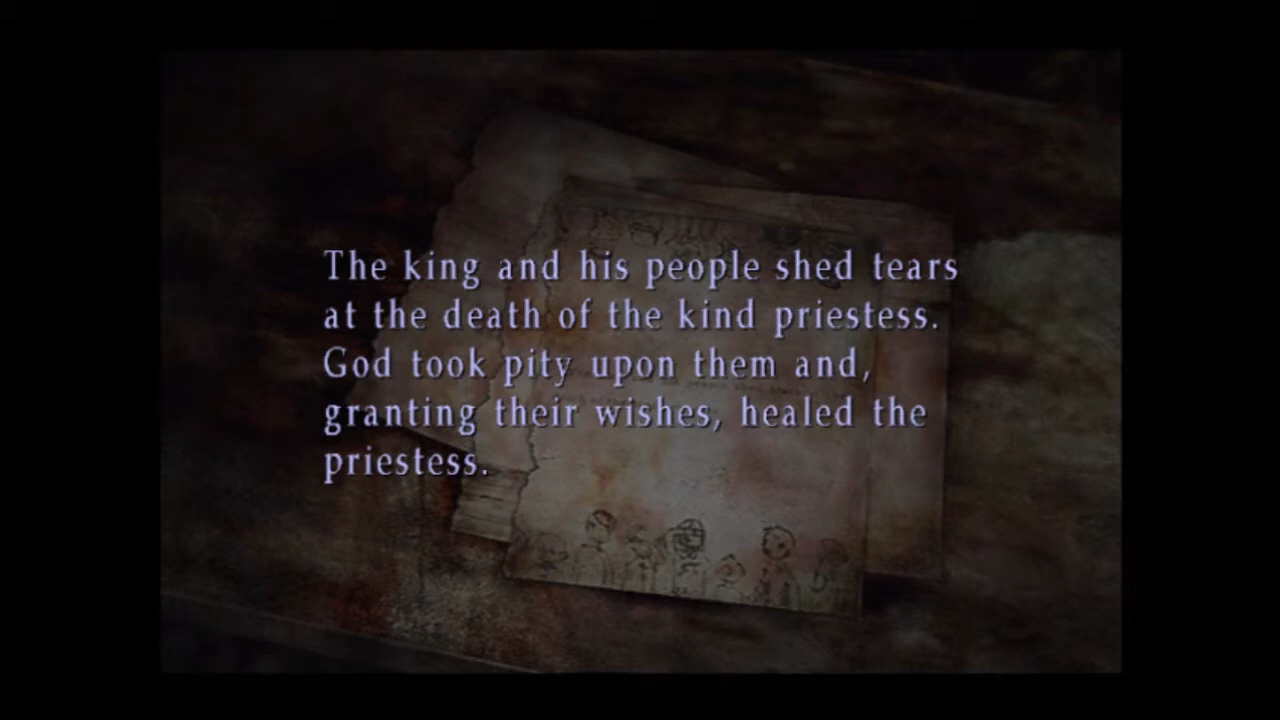 The king and his people shed tears
at the death of the kind priestess.
God took pity upon them and,
granting their wishes, healed the
priestess.